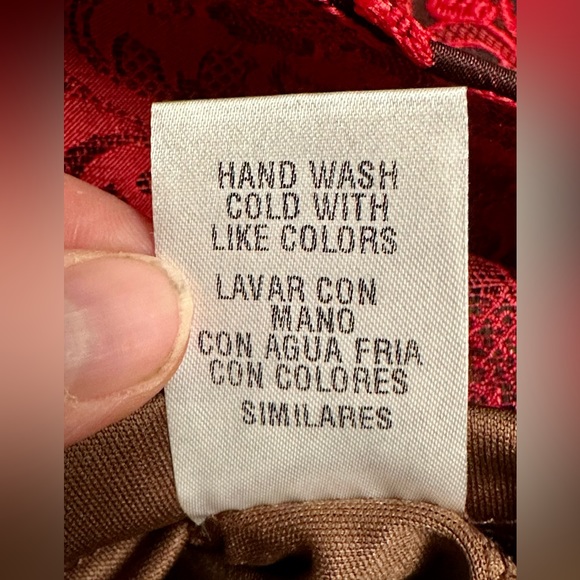 HAND WASH
COLD WITH
LIKE COLORS
LAVAR CON
MANO
CON AGUA FRIA
CON COLORES
SIMILARES